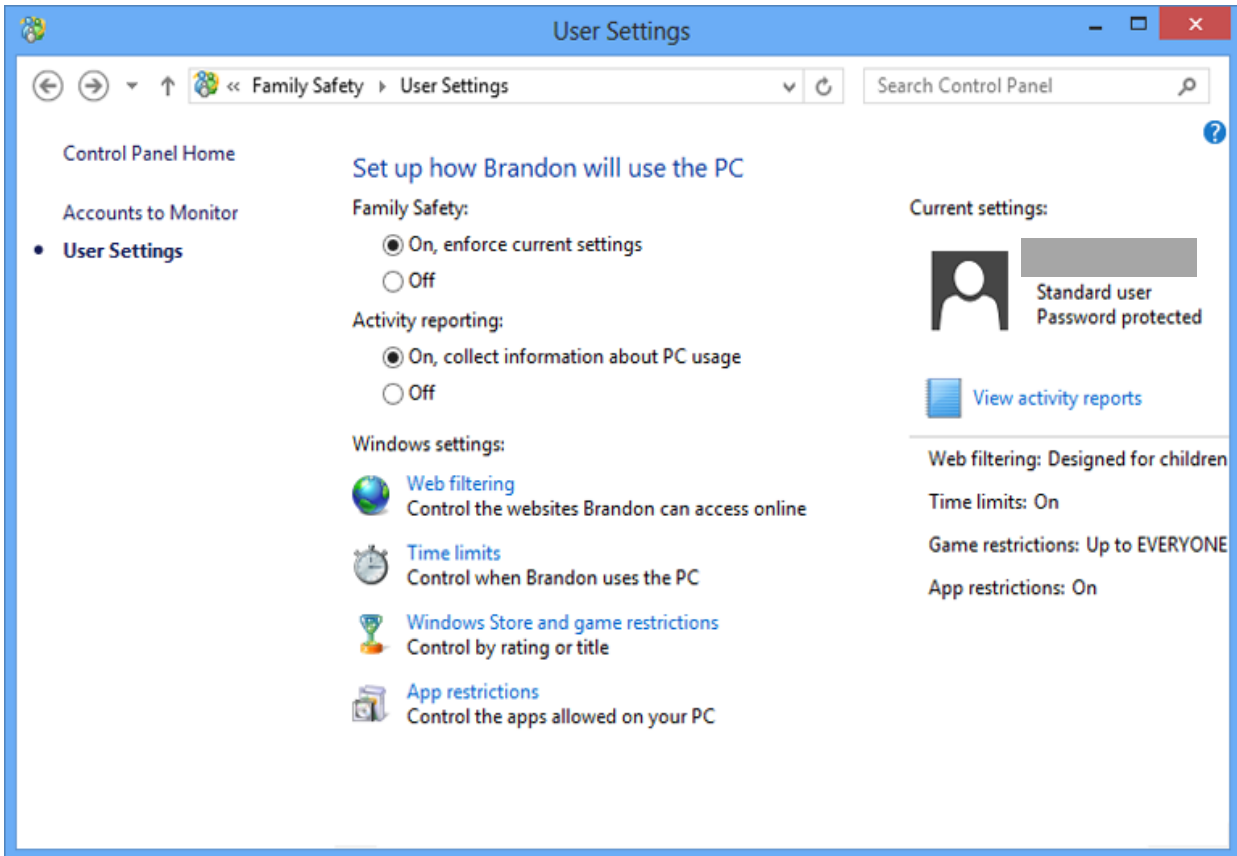 User Settings
« Family Safety ▸ User Settings
Search Control Panel
Control Panel Home
Accounts to Monitor
User Settings
Set up how Brandon will use the PC
Family Safety:
On, enforce current settings
Off
Activity reporting:
On, collect information about PC usage
Off
Windows settings:
Web filtering
Control the websites Brandon can access online
Time limits
Control when Brandon uses the PC
Windows Store and game restrictions
Control by rating or title
App restrictions
Control the apps allowed on your PC
Current settings:
Standard user
Password protected
View activity reports
Web filtering: Designed for children
Time limits: On
Game restrictions: Up to EVERYONE
App restrictions: On